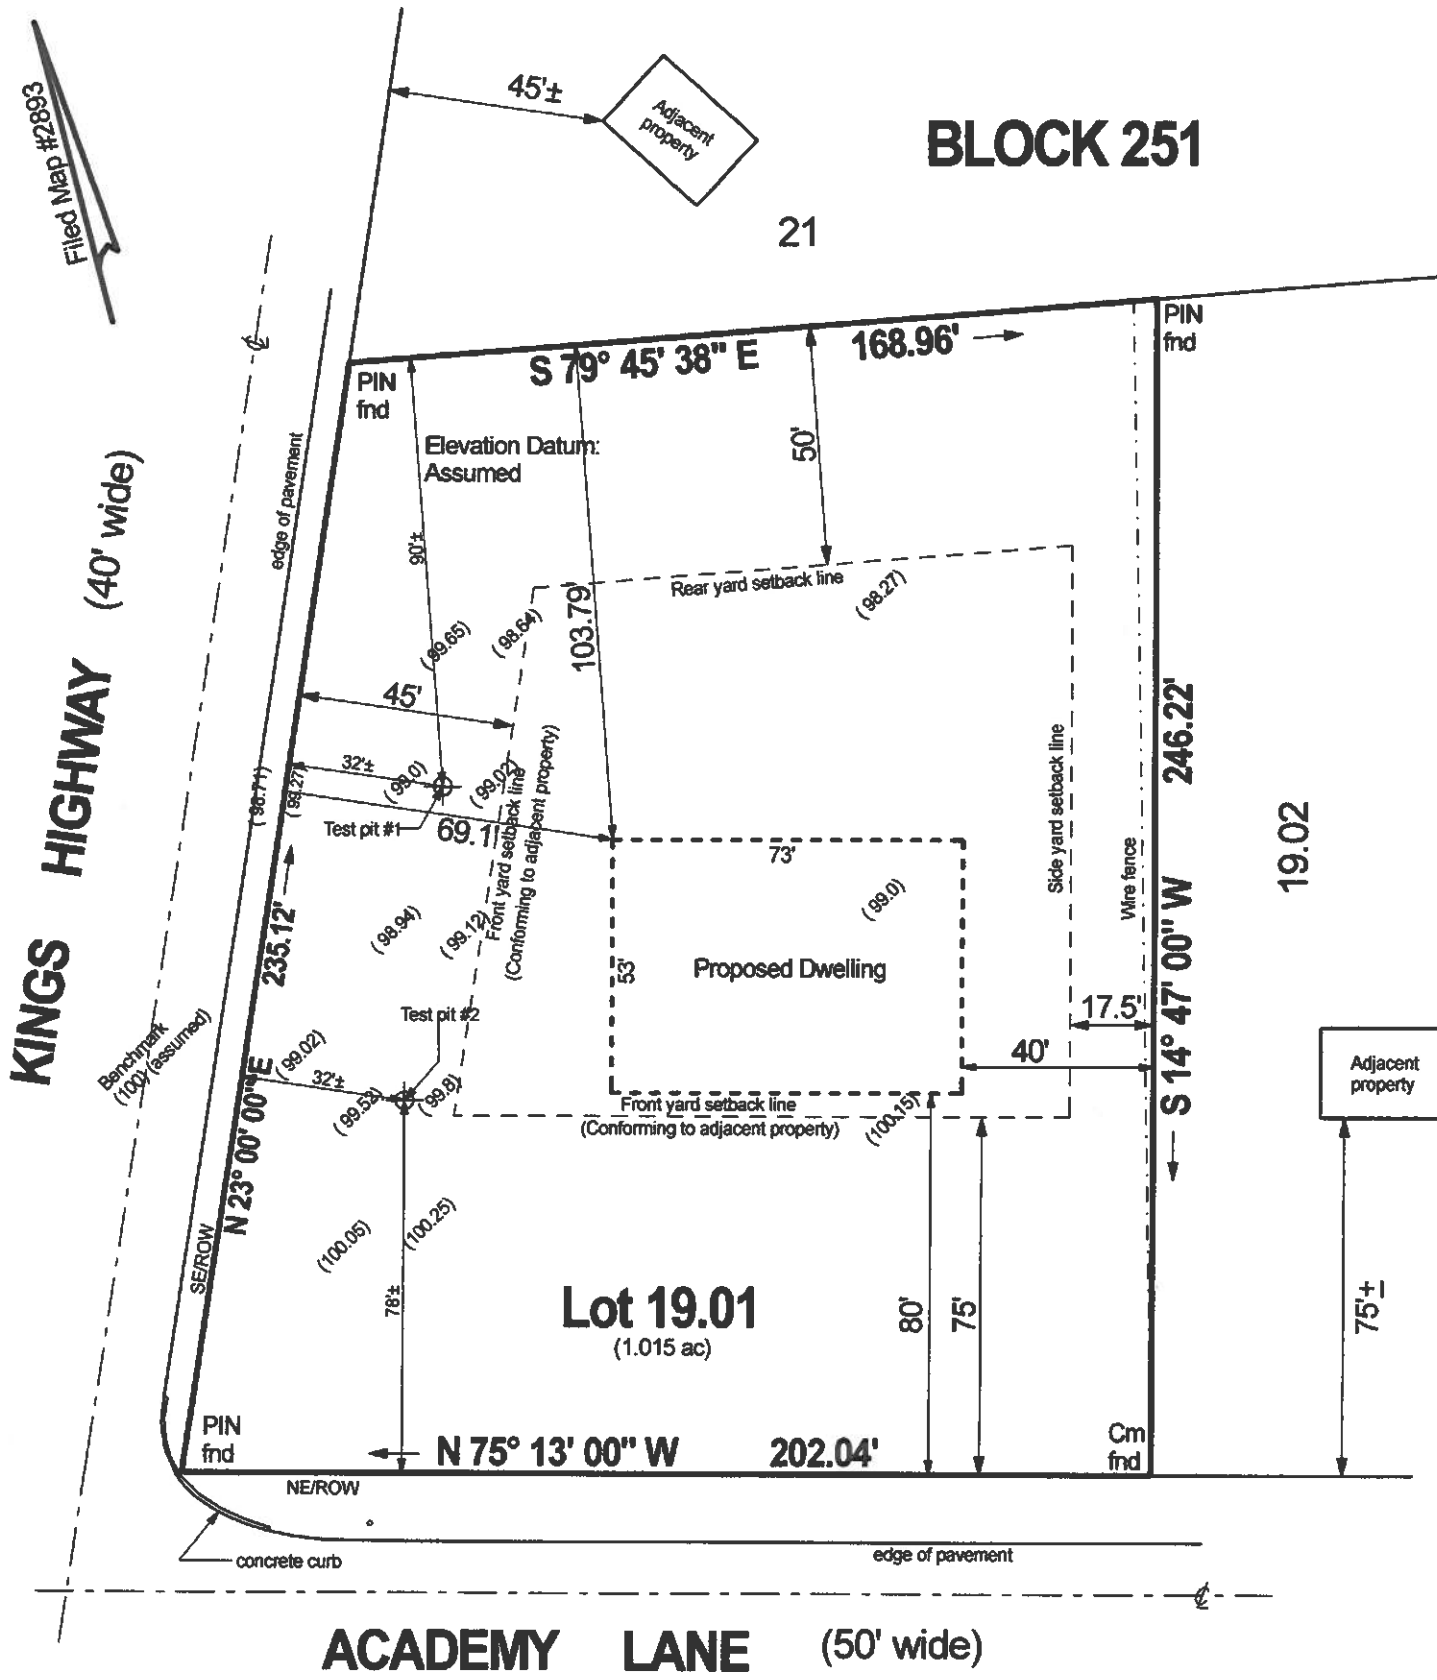 Filed Map #2893
45'±
Adjacent
property
BLOCK 251
21
PIN
fnd
S 79° 45' 38" E
168.96'
PIN
fnd
Elevation Datum:
Assumed
50'
90'±
103.79'
edge of pavement
KINGS HIGHWAY (40' wide)
Rear yard setback line
(98.27)
(99.65)
(98.64)
45'
32'±
(99.0)
(99.02)
(98.71)
(99.27)
Test pit #1
69.1'
Front yard setback line
(Conforming to adjacent property)
73'
(99.0)
53'
Proposed Dwelling
Side yard setback line
Wire fence
S 14° 47' 00" W 246.22'
19.02
(98.94)
(99.12)
N 23° 00' 00" E 235.12'
Test pit #2
Benchmark
(100) (assumed)
(99.02)
32'±
(99.52)
(99.8)
17.5'
40'
Adjacent
property
Front yard setback line
(Conforming to adjacent property)
(100.15)
(100.05)
(100.25)
SE/ROW
78'±
Lot 19.01
(1.015 ac)
80'
75'
75'±
PIN
fnd
N 75° 13' 00" W
202.04'
Cm
fnd
NE/ROW
concrete curb
edge of pavement
ACADEMY LANE (50' wide)